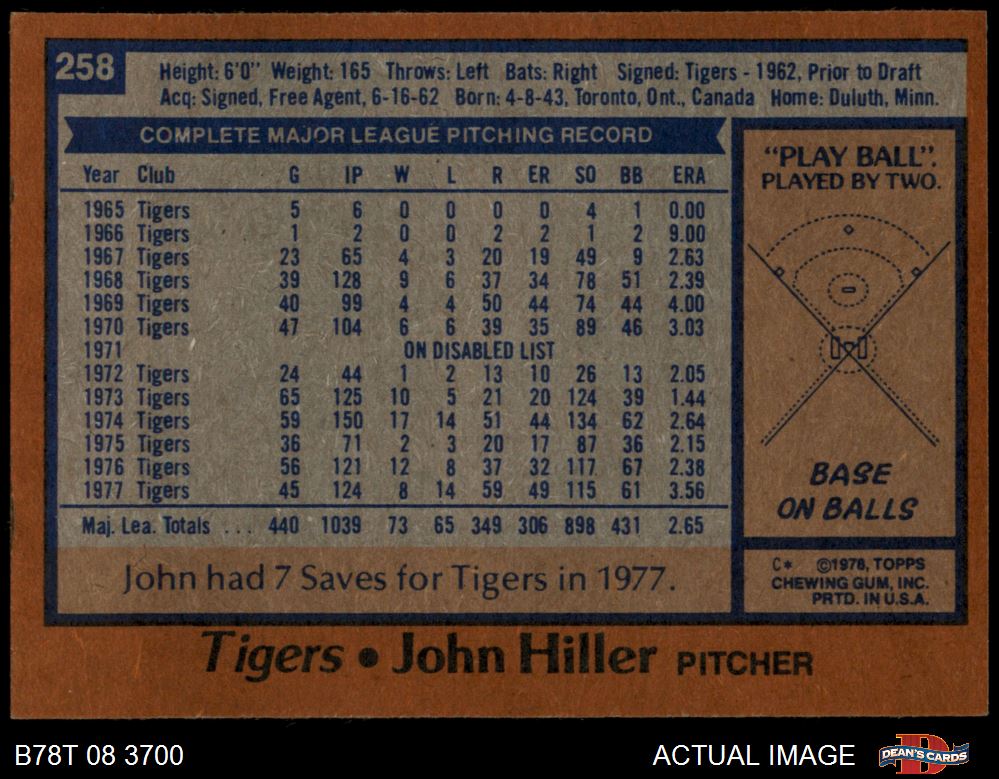 258
Height: 6'0" Weight: 165 Throws: Left Bats: Right Signed: Tigers - 1962, Prior to Draft
Acq: Signed, Free Agent, 6-16-62 Born: 4-8-43, Toronto, Ont., Canada Home: Duluth, Minn.
COMPLETE MAJOR LEAGUE PITCHING RECORD
Year Club G IP W L R ER SO BB ERA
1965 Tigers 5 6 0 0 0 0 4 1 0.00
1966 Tigers 1 2 0 0 2 2 1 2 9.00
1967 Tigers 23 65 4 3 20 19 49 9 2.63
1968 Tigers 39 128 9 6 37 34 78 51 2.39
1969 Tigers 40 99 4 4 50 44 74 44 4.00
1970 Tigers 47 104 6 6 39 35 89 46 3.03
1971 ON DISABLED LIST
1972 Tigers 24 44 1 2 13 10 26 13 2.05
1973 Tigers 65 125 10 5 21 20 124 39 1.44
1974 Tigers 59 150 17 14 51 44 134 62 2.64
1975 Tigers 36 71 2 3 20 17 87 36 2.15
1976 Tigers 56 121 12 8 37 32 117 67 2.38
1977 Tigers 45 124 8 14 59 49 115 61 3.56
Maj. Lea. Totals . . . 440 1039 73 65 349 306 898 431 2.65
John had 7 Saves for Tigers in 1977.
"PLAY BALL".
PLAYED BY TWO.
BASE
ON BALLS
C* ©1978, TOPPS
CHEWING GUM, INC.
PRTD. IN U.S.A.
Tigers • John Hiller PITCHER
B78T 08 3700
ACTUAL IMAGE
D
DEAN'S CARDS